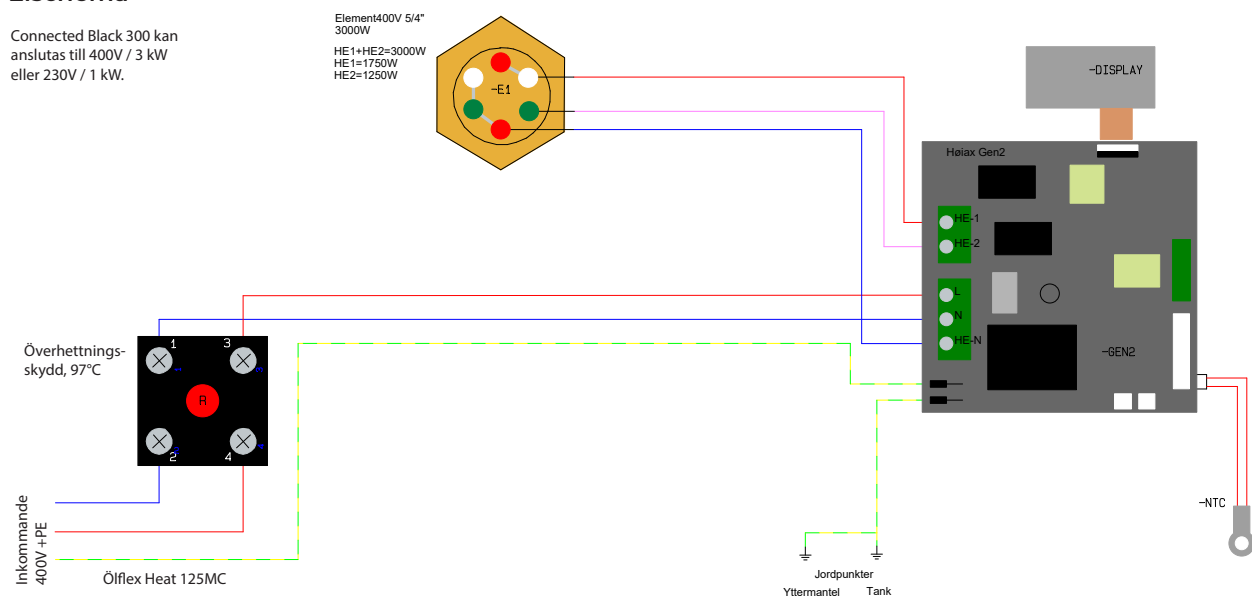 Connected Black 300 kan
anslutas till 400V / 3 kW
eller 230V / 1 kW.
Element400V 5/4"
3000W
HE1+HE2=3000W
HE1=1750W
HE2=1250W
-E1
-DISPLAY
Høiax Gen2
HE-1
HE-2
L
N
HE-N
-GEN2
Överhettnings-
skydd, 97°C
1
3
R
2
4
Inkommande
400V +PE
Ölflex Heat 125MC
-NTC
Jordpunkter
Yttermantel
Tank